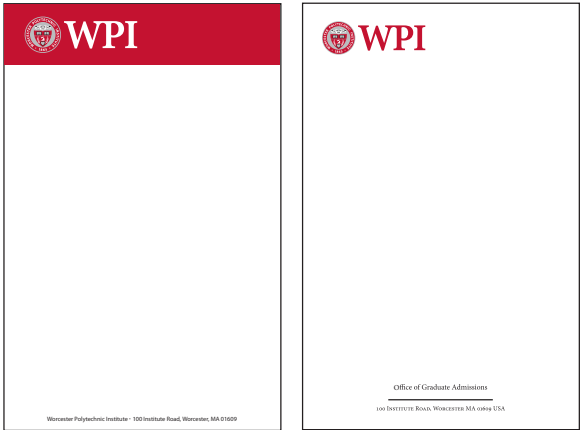 WPI
Worcester Polytechnic Institute · 100 Institute Road, Worcester, MA 01609
WPI
Office of Graduate Admissions
100 Institute Road, Worcester MA 01609 USA